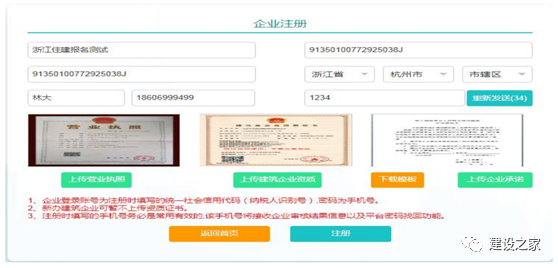 企业注册
浙江住建报名测试
91350100772925038J
91350100772925038J
浙江省
杭州市
市辖区
林大
18606999499
1234
重新发送(34)
营业执照
上传营业执照
上传建筑企业资质
下载模板
上传企业承诺
1、企业登录账号为注册时填写的统一社会信用代码（纳税人识别号）,密码为手机号。
2、新办建筑企业可暂不上传资质证书。
3、注册时填写的手机号务必是常用有效的,该手机号将接收企业审核结果信息以及平台密码找回功能。
返回首页
注册
建设之家